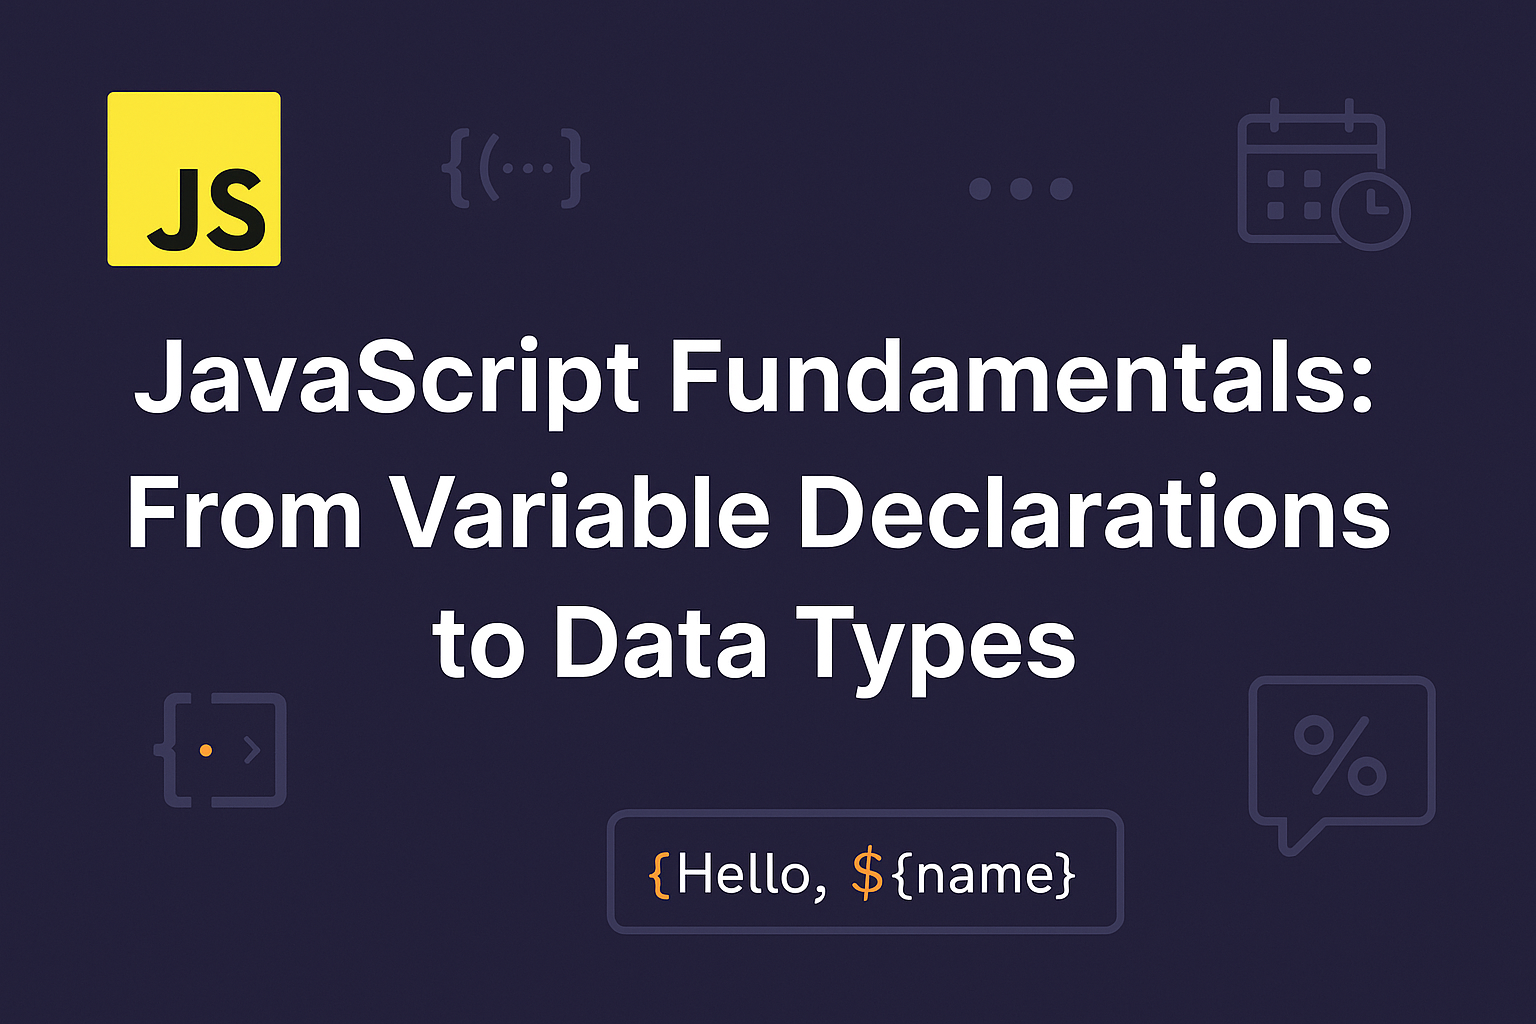 JS
{(···}
JavaScript Fundamentals:
From Variable Declarations
to Data Types
%
{Hello, ${name}